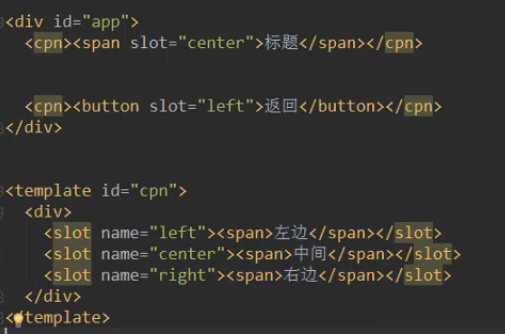 <div id="app">
<cpn><span slot="center">标题</span></cpn>
<cpn><button slot="left">返回</button></cpn>
</div>
<template id="cpn">
<div>
<slot name="left"><span>左边</span></slot>
<slot name="center"><span>中间</span></slot>
<slot name="right"><span>右边</span></slot>
</div>
<template>